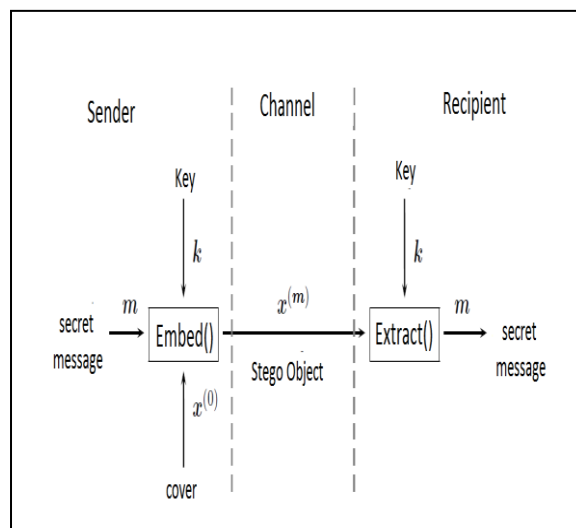 Sender Channel Recipient
Key Key
k k
m x^(m) m
secret message Embed() Extract() secret message
Stego Object
x^(0)
cover